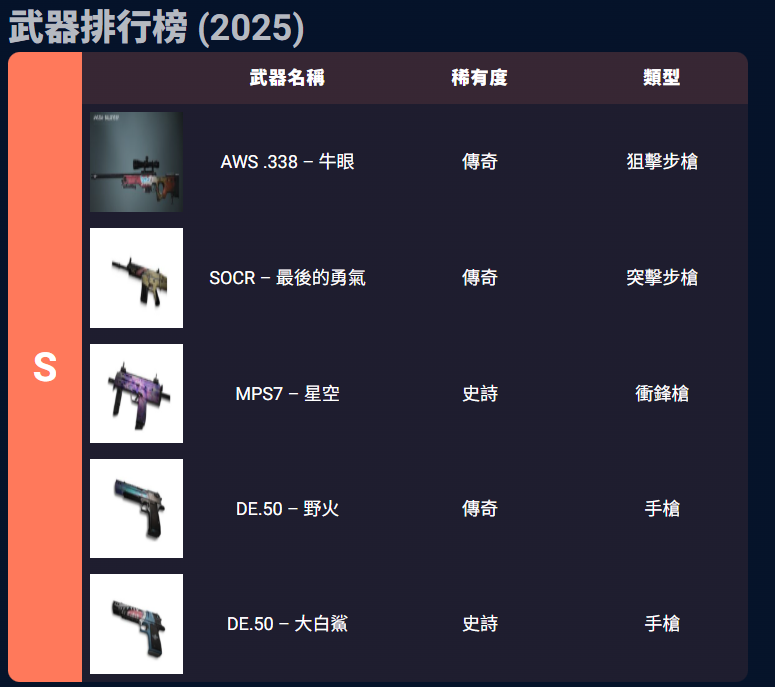 武器排行榜 (2025)
武器名稱 稀有度 類型
AWS .338 – 牛眼 傳奇 狙擊步槍
SOCR – 最後的勇氣 傳奇 突擊步槍
S
MPS7 – 星空 史詩 衝鋒槍
DE.50 – 野火 傳奇 手槍
DE.50 – 大白鯊 史詩 手槍